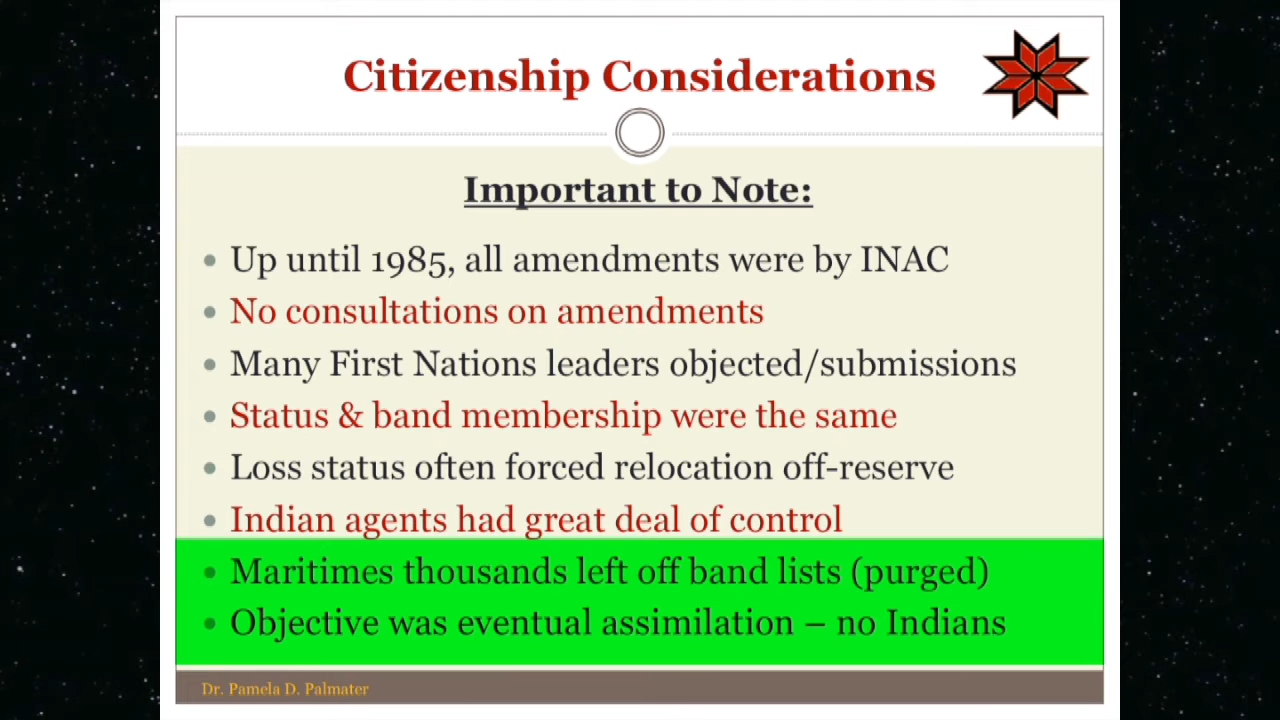 Citizenship Considerations
Important to Note:
• Up until 1985, all amendments were by INAC
• No consultations on amendments
• Many First Nations leaders objected/submissions
• Status & band membership were the same
• Loss status often forced relocation off-reserve
• Indian agents had great deal of control
• Maritimes thousands left off band lists (purged)
• Objective was eventual assimilation – no Indians
Dr. Pamela D. Palmater